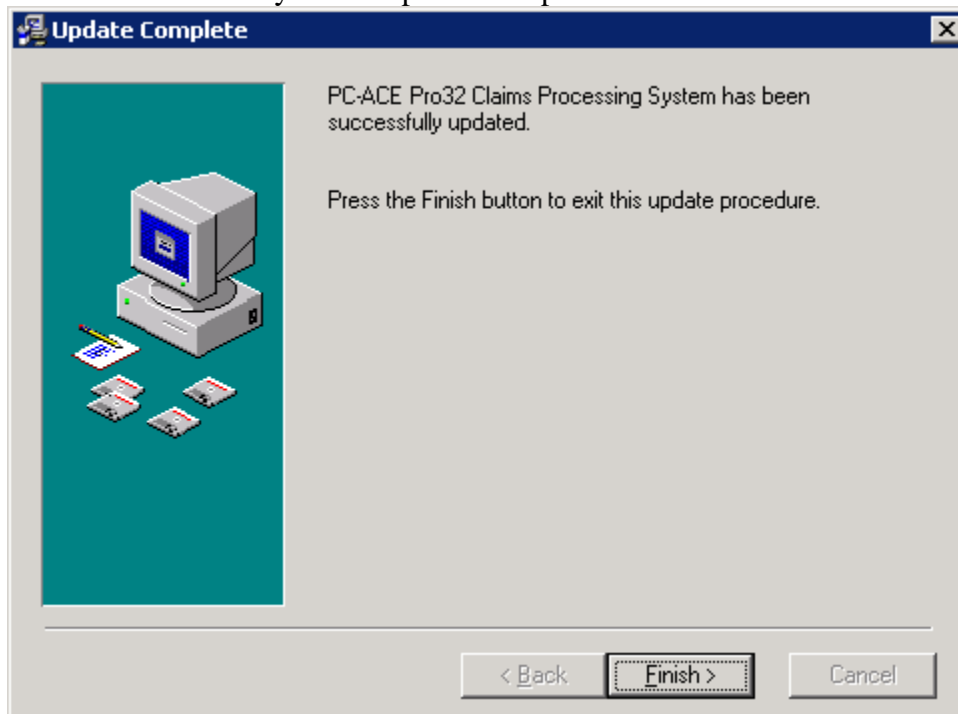 Update Complete
PC-ACE Pro32 Claims Processing System has been
successfully updated.
Press the Finish button to exit this update procedure.
< Back
Finish >
Cancel